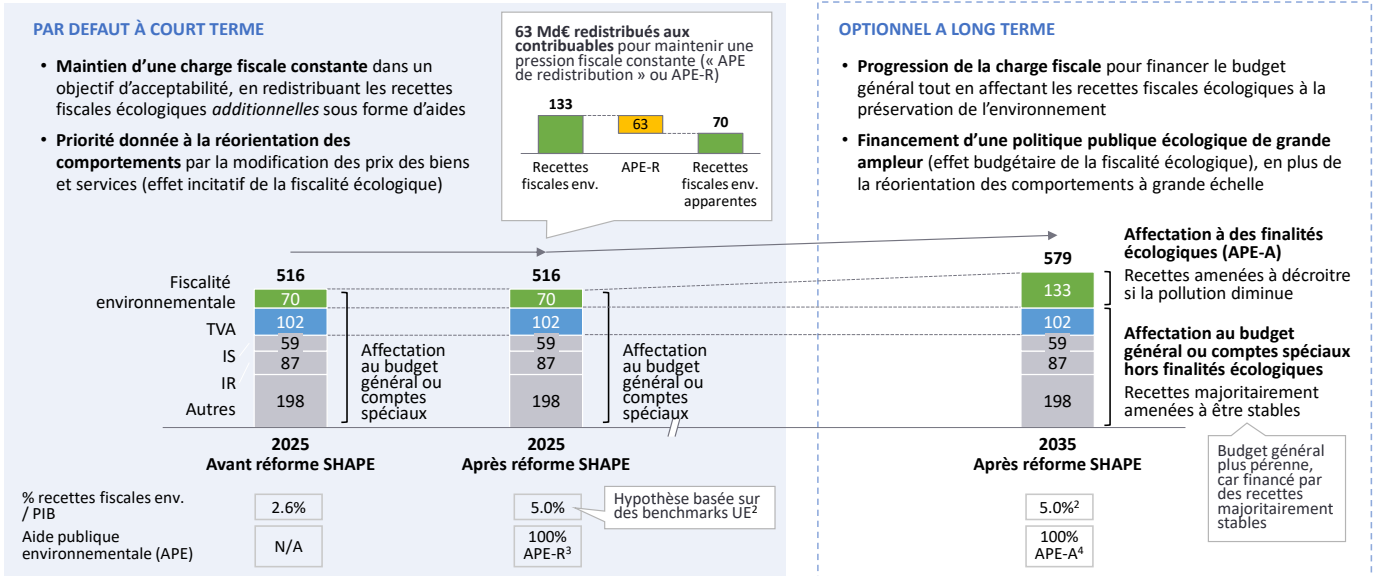 PAR DEFAUT À COURT TERME
• Maintien d'une charge fiscale constante dans un
objectif d'acceptabilité, en redistribuant les recettes
fiscales écologiques additionnelles sous forme d'aides
• Priorité donnée à la réorientation des
comportements par la modification des prix des biens
et services (effet incitatif de la fiscalité écologique)
63 Md€ redistribués aux
contribuables pour maintenir une
pression fiscale constante (« APE
de redistribution » ou APE-R)
133
63
70
Recettes
fiscales env.
APE-R
Recettes
fiscales env.
apparentes
OPTIONNEL A LONG TERME
• Progression de la charge fiscale pour financer le budget
général tout en affectant les recettes fiscales écologiques à la
préservation de l'environnement
• Financement d'une politique publique écologique de grande
ampleur (effet budgétaire de la fiscalité écologique), en plus de
la réorientation des comportements à grande échelle
Fiscalité
environnementale
TVA
IS
IR
Autres
516
70
102
59
87
198
Affectation
au budget
général ou
comptes
spéciaux
516
70
102
59
87
198
Affectation
au budget
général ou
comptes
spéciaux
579
133
102
59
87
198
Affectation à des finalités
écologiques (APE-A)
Recettes amenées à décroitre
si la pollution diminue
Affectation au budget
général ou comptes spéciaux
hors finalités écologiques
Recettes majoritairement
amenées à être stables
2025
Avant réforme SHAPE
2025
Après réforme SHAPE
2035
Après réforme SHAPE
Budget général
plus pérenne,
car financé par
des recettes
majoritairement
stables
% recettes fiscales env.
/ PIB
2.6%
5.0%
Hypothèse basée sur
des benchmarks UE²
5.0%²
Aide publique
environnementale (APE)
N/A
100%
APE-R³
100%
APE-A⁴